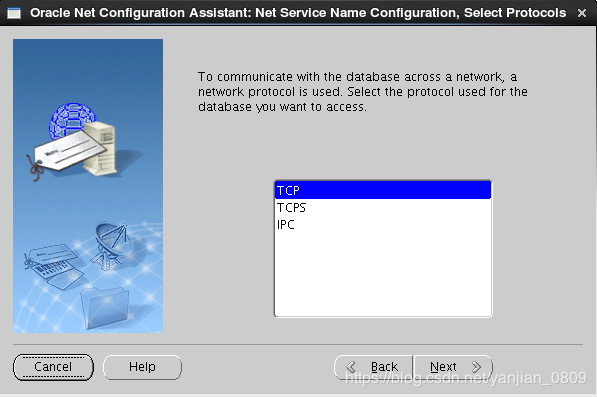 Oracle Net Configuration Assistant: Net Service Name Configuration, Select Protocols
To communicate with the database across a network, a
network protocol is used. Select the protocol used for the
database you want to access.
TCP
TCPS
IPC
Cancel
Help
Back
Next
https://blog.csdn.net/yanjian_0809